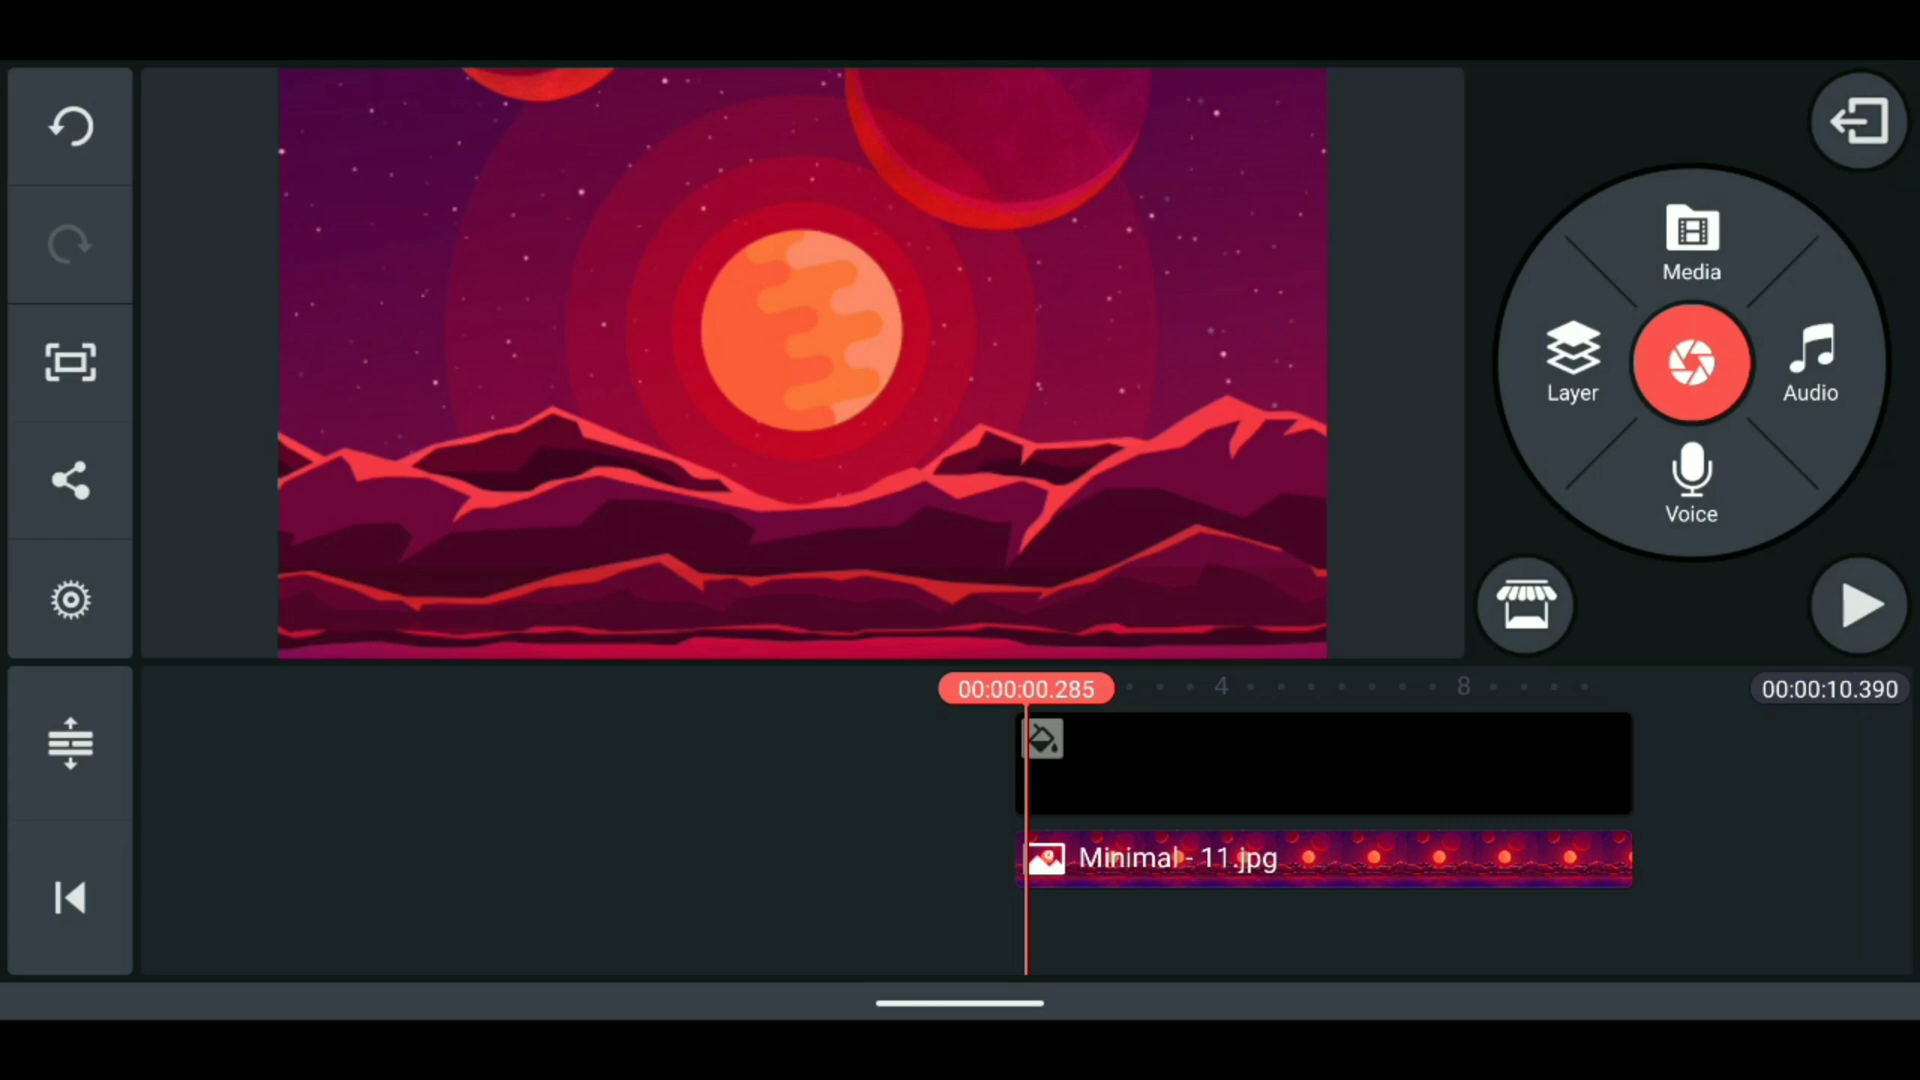 Media
Layer
Audio
Voice
00:00:00.285
4
8
00:00:10.390
Minimal - 11.jpg